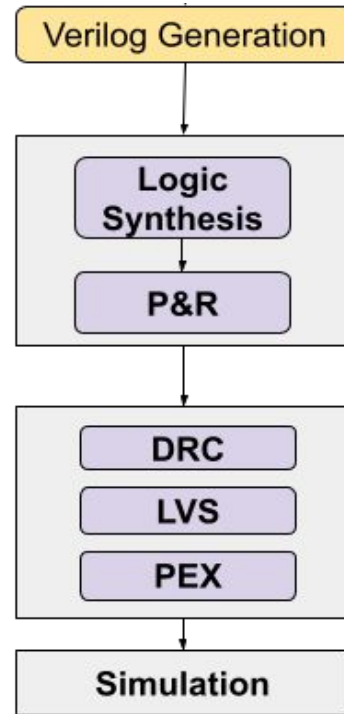 Verilog Generation
Logic
Synthesis
P&R
DRC
LVS
PEX
Simulation